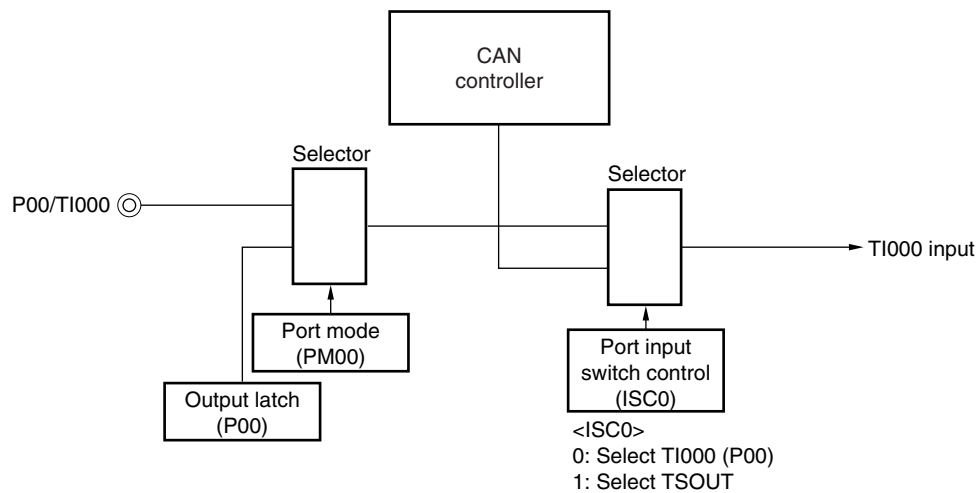 CAN
controller
Selector
Selector
P00/TI000
TI000 input
Port mode
(PM00)
Port input
switch control
(ISC0)
Output latch
(P00)
<ISC0>
0: Select TI000 (P00)
1: Select TSOUT